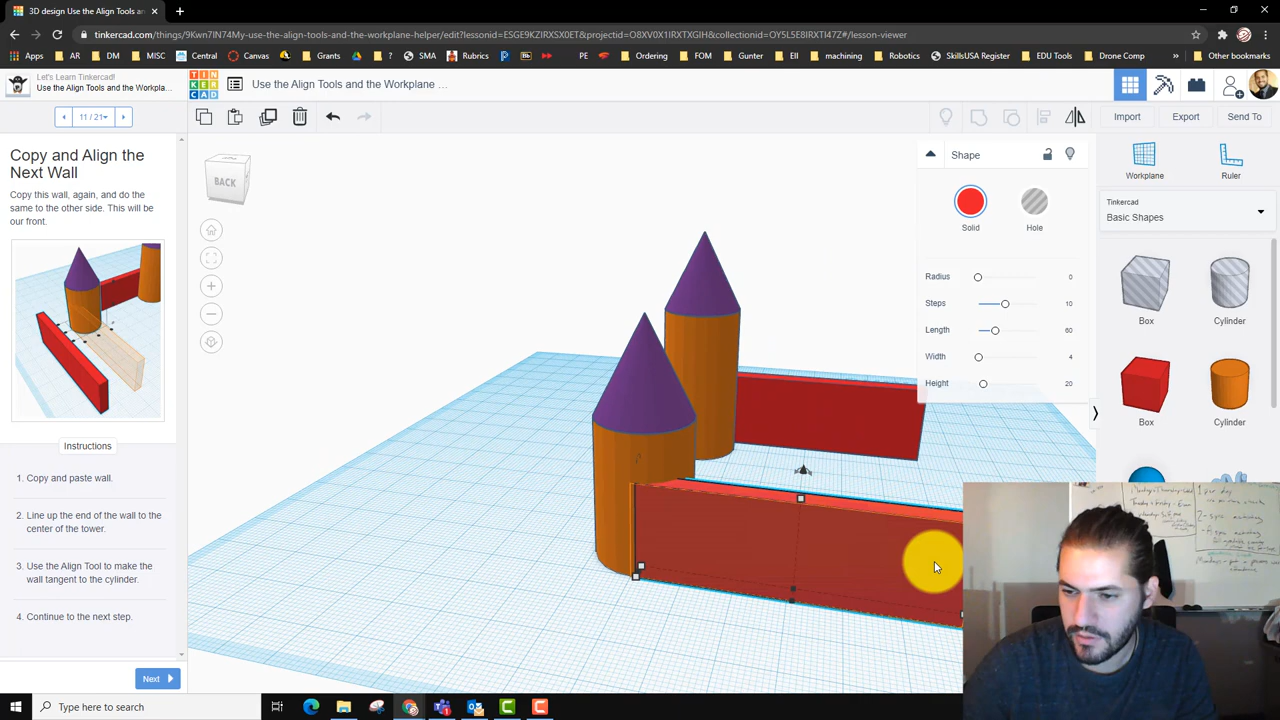 3D design Use the Align Tools an
tinkercad.com/things/9Kwn7IN74My-use-the-align-tools-and-the-workplane-helper/edit?lessonid=ESGE9KZIRXSX0ET&projectid=O8XV0X1IRXTXGIH&collectionid=OY5L5E8IRXTI47Z#/lesson-viewer
Apps AR DM MISC Central Canvas Grants ? SMA Rubrics PE Ordering FOM Gunter Ell machining Robotics SkillsUSA Register EDU Tools Drone Comp Other bookmarks
Let's Learn Tinkercad!
Use the Align Tools and the Workpla...
TIN
KER
CAD
Use the Align Tools and the Workplane ...
11 / 21
Import Export Send To
Copy and Align the
Next Wall
Copy this wall, again, and do the
same to the other side. This will be
our front.
Instructions
1. Copy and paste wall.
2. Line up the end of the wall to the
center of the tower.
3. Use the Align Tool to make the
wall tangent to the cylinder.
4. Continue to the next step.
Next
BACK
Shape
Solid Hole
Radius 0
Steps 10
Length 60
Width 4
Height 20
Workplane Ruler
Tinkercad
Basic Shapes
Box Cylinder
Box Cylinder
Type here to search